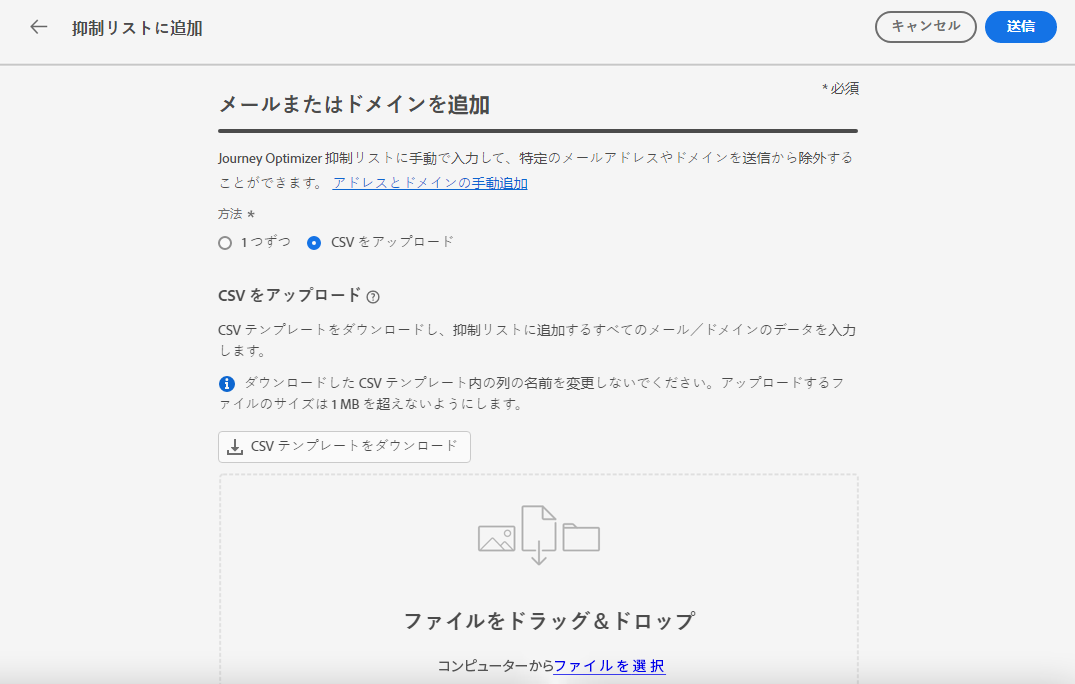 抑制リストに追加
キャンセル
送信
* 必須
メールまたはドメインを追加
Journey Optimizer 抑制リストに手動で入力して、特定のメールアドレスやドメインを送信から除外する
ことができます。 アドレスとドメインの手動追加
方法 *
1 つずつ
CSV をアップロード
CSV をアップロード
CSV テンプレートをダウンロードし、抑制リストに追加するすべてのメール／ドメインのデータを入力
します。
ダウンロードした CSV テンプレート内の列の名前を変更しないでください。アップロードするフ
ァイルのサイズは 1 MB を超えないようにします。
CSV テンプレートをダウンロード
ファイルをドラッグ＆ドロップ
コンピューターからファイルを選択